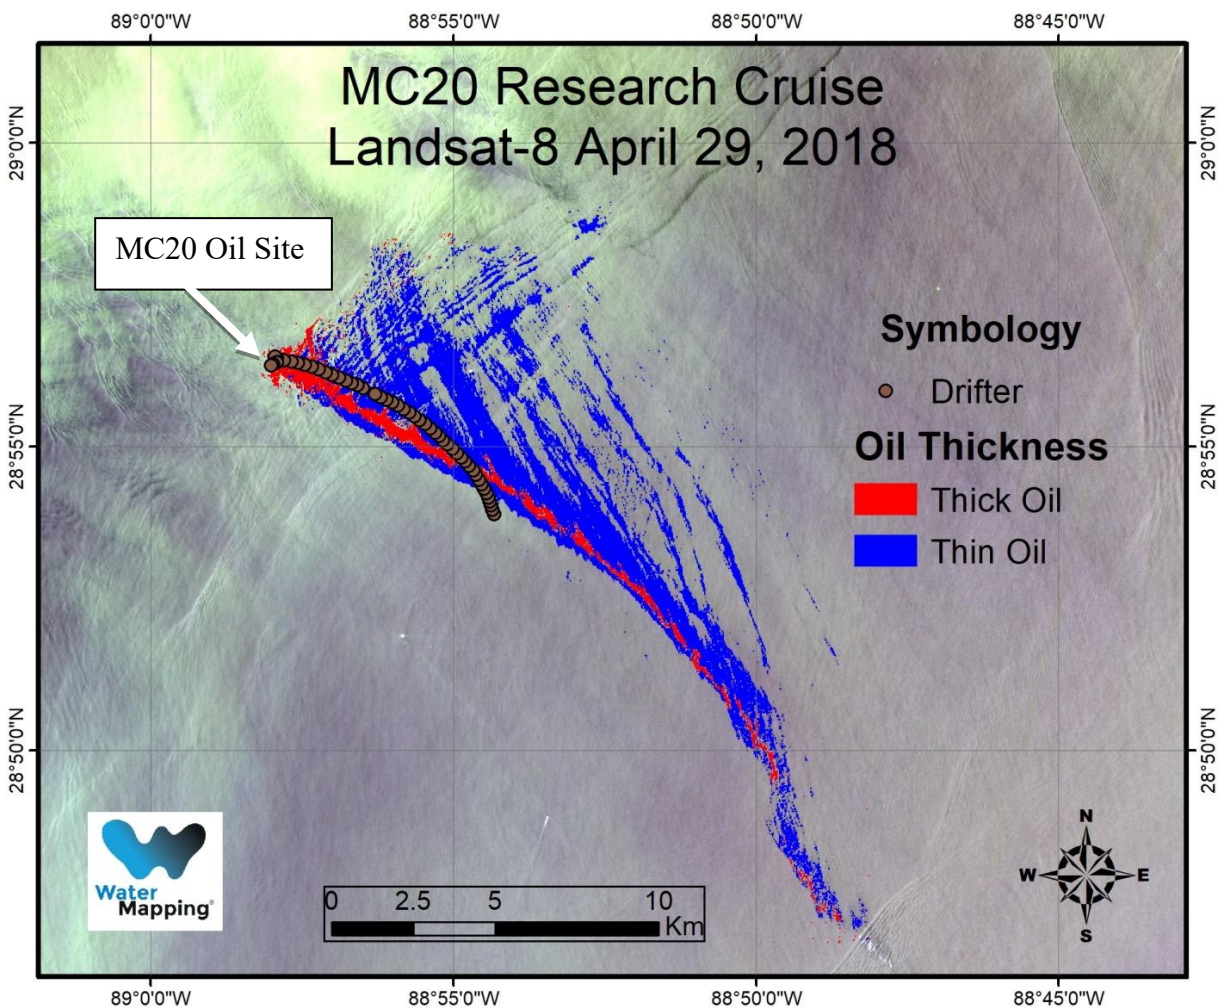 89°0'0"W 88°55'0"W 88°50'0"W 88°45'0"W
MC20 Research Cruise
Landsat-8 April 29, 2018
29°0'0"N 29°0'0"N
MC20 Oil Site
Symbology
Drifter
28°55'0"N 28°55'0"N
Oil Thickness
Thick Oil
Thin Oil
28°50'0"N 28°50'0"N
Water
Mapping®
0 2.5 5 10
Km
N
W E
S
89°0'0"W 88°55'0"W 88°50'0"W 88°45'0"W